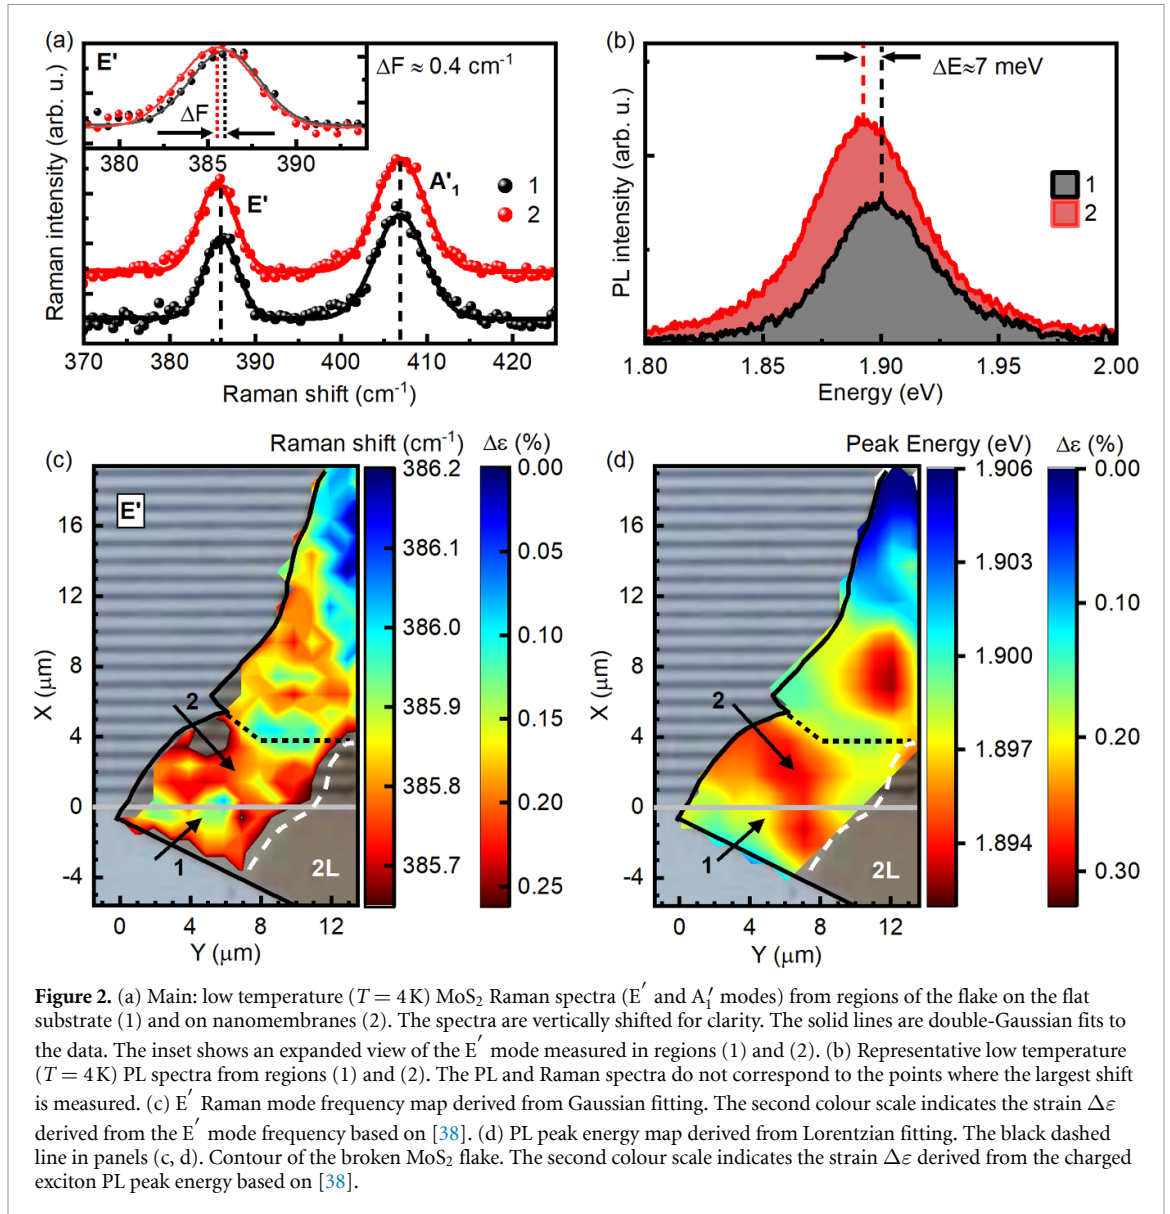 (a)
E'
ΔF ≈ 0.4 cm⁻¹
ΔF
380 385 390
E'
A'₁
1
2
Raman intensity (arb. u.)
370 380 390 400 410 420
Raman shift (cm⁻¹)
(b)
ΔE≈7 meV
1
2
PL intensity (arb. u.)
1.80 1.85 1.90 1.95 2.00
Energy (eV)
(c)
Raman shift (cm⁻¹) Δε (%)
E'
16
12
8
4
0
-4
X (µm)
2
1
2L
0 4 8 12
Y (µm)
386.2
386.1
386.0
385.9
385.8
385.7
0.00
0.05
0.10
0.15
0.20
0.25
(d)
Peak Energy (eV) Δε (%)
16
12
8
4
0
-4
X (µm)
2
1
2L
0 4 8 12
Y (µm)
1.906
1.903
1.900
1.897
1.894
0.00
0.10
0.20
0.30
Figure 2. (a) Main: low temperature (T = 4 K) MoS₂ Raman spectra (E′ and A₁′ modes) from regions of the flake on the flat
substrate (1) and on nanomembranes (2). The spectra are vertically shifted for clarity. The solid lines are double-Gaussian fits to
the data. The inset shows an expanded view of the E′ mode measured in regions (1) and (2). (b) Representative low temperature
(T = 4 K) PL spectra from regions (1) and (2). The PL and Raman spectra do not correspond to the points where the largest shift
is measured. (c) E′ Raman mode frequency map derived from Gaussian fitting. The second colour scale indicates the strain Δε
derived from the E′ mode frequency based on [38]. (d) PL peak energy map derived from Lorentzian fitting. The black dashed
line in panels (c, d). Contour of the broken MoS₂ flake. The second colour scale indicates the strain Δε derived from the charged
exciton PL peak energy based on [38].